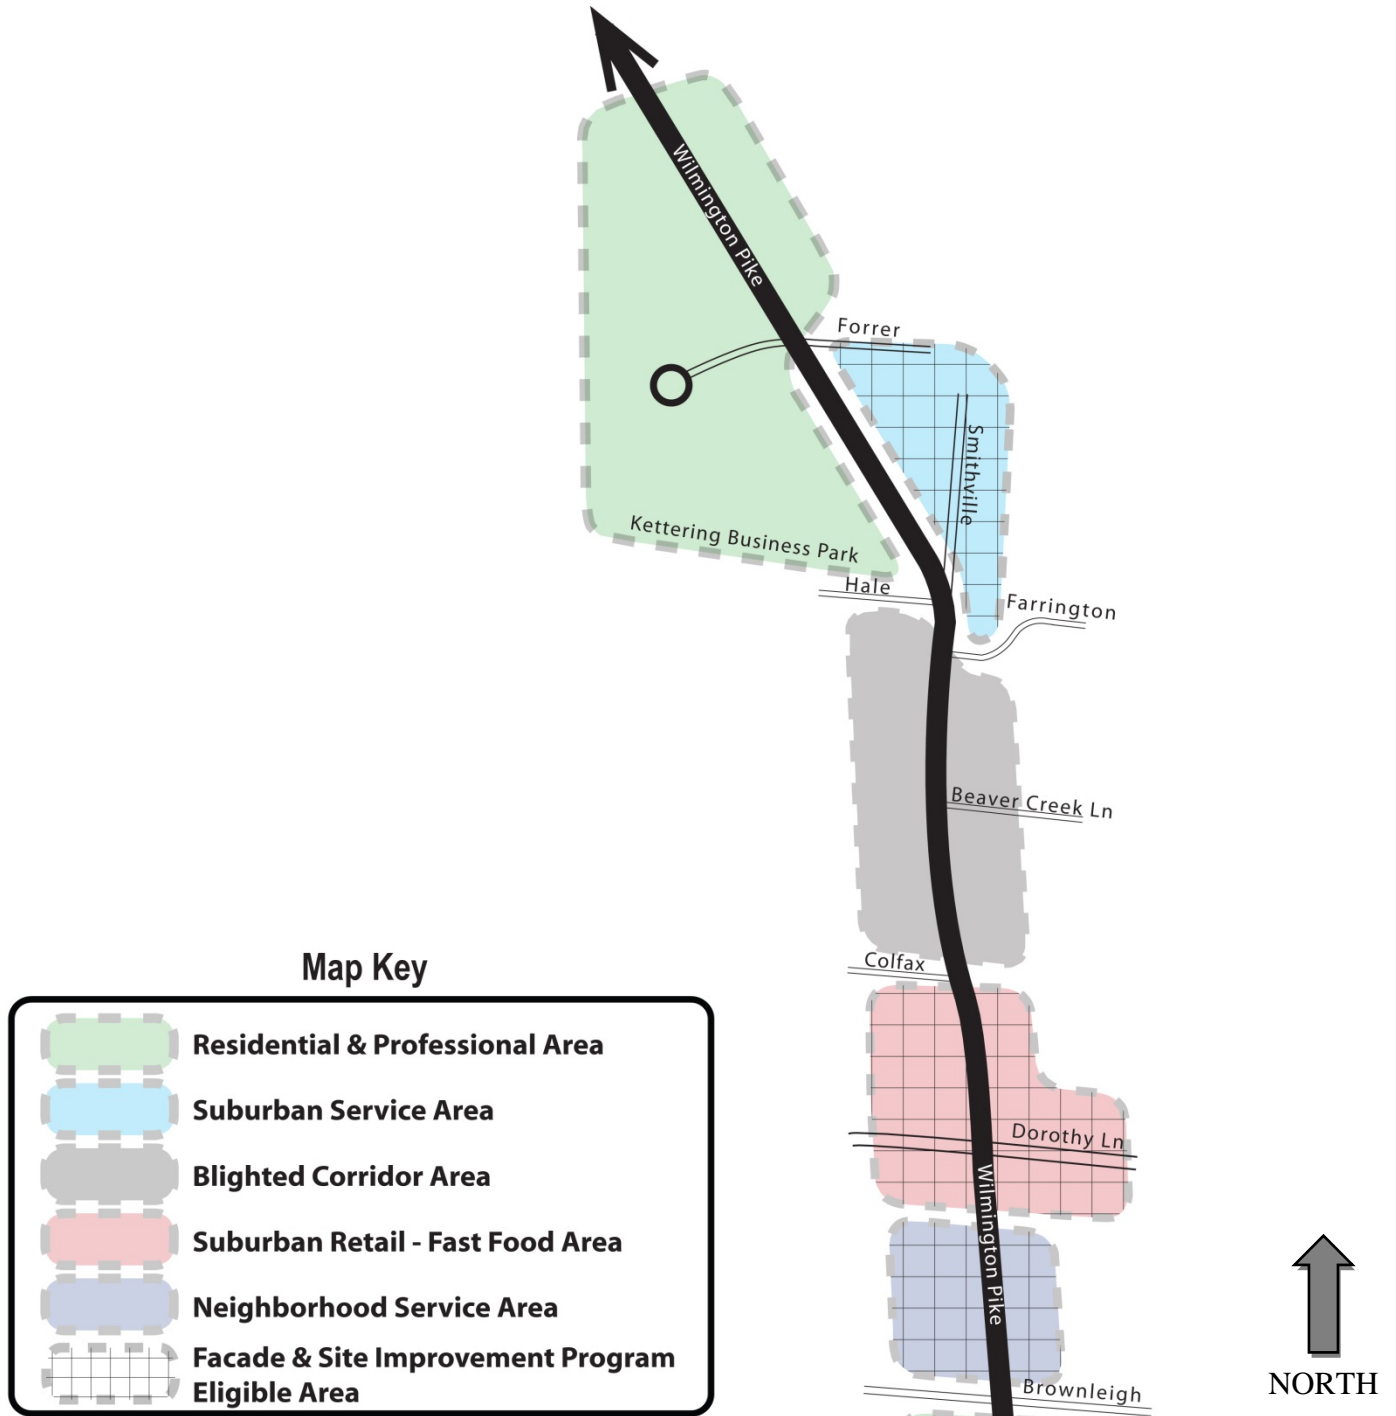 Wilmington Pike
Forrer
Smithville
Kettering Business Park
Hale
Farrington
Beaver Creek Ln
Colfax
Dorothy Ln
Wilmington Pike
Brownleigh
Map Key
Residential & Professional Area
Suburban Service Area
Blighted Corridor Area
Suburban Retail - Fast Food Area
Neighborhood Service Area
Facade & Site Improvement Program
Eligible Area
NORTH